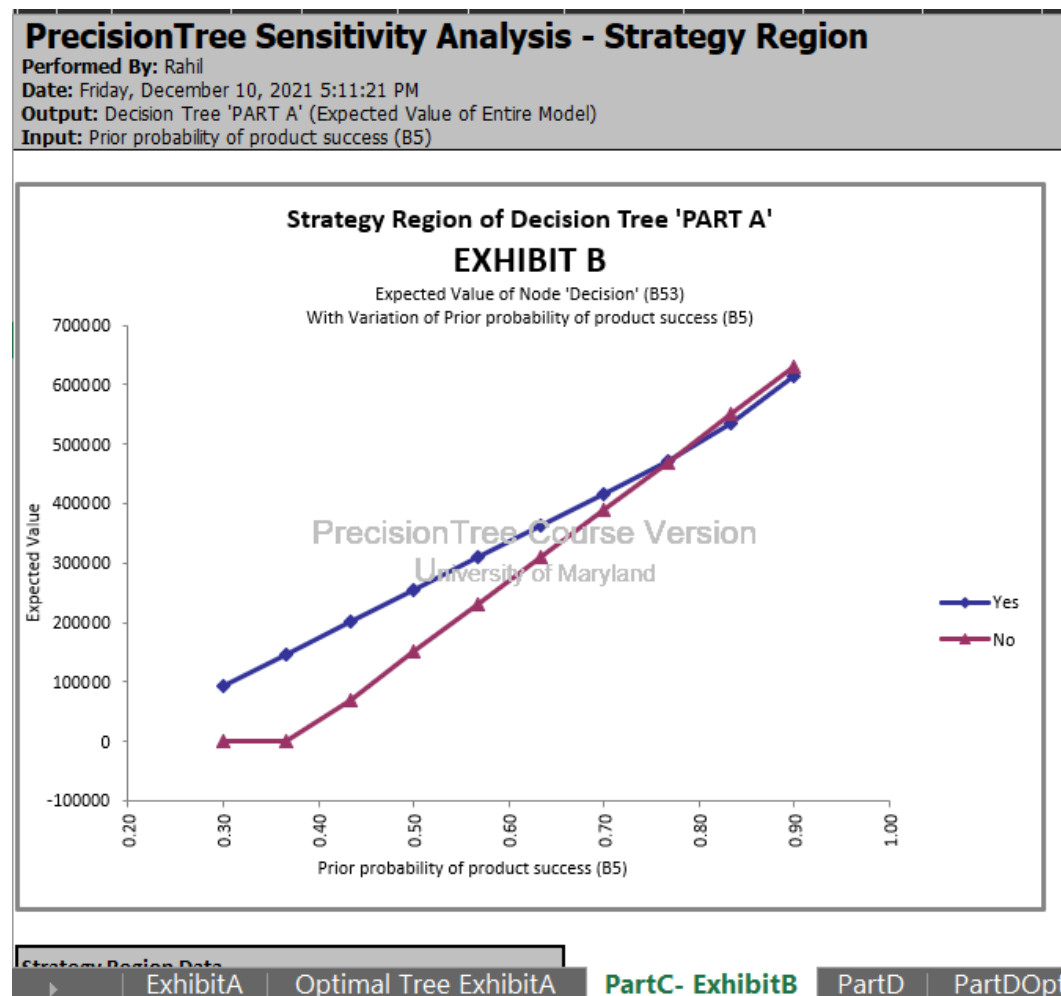 PrecisionTree Sensitivity Analysis - Strategy Region
Performed By: Rahil
Date: Friday, December 10, 2021 5:11:21 PM
Output: Decision Tree 'PART A' (Expected Value of Entire Model)
Input: Prior probability of product success (B5)
Strategy Region of Decision Tree 'PART A'
EXHIBIT B
Expected Value of Node 'Decision' (B53)
With Variation of Prior probability of product success (B5)
700000
600000
500000
400000
300000
200000
100000
0
-100000
Expected Value
PrecisionTree Course Version
University of Maryland
Yes
No
0.20
0.30
0.40
0.50
0.60
0.70
0.80
0.90
1.00
Prior probability of product success (B5)
Strategy Region Data
ExhibitA
Optimal Tree ExhibitA
PartC- ExhibitB
PartD
PartDOpt